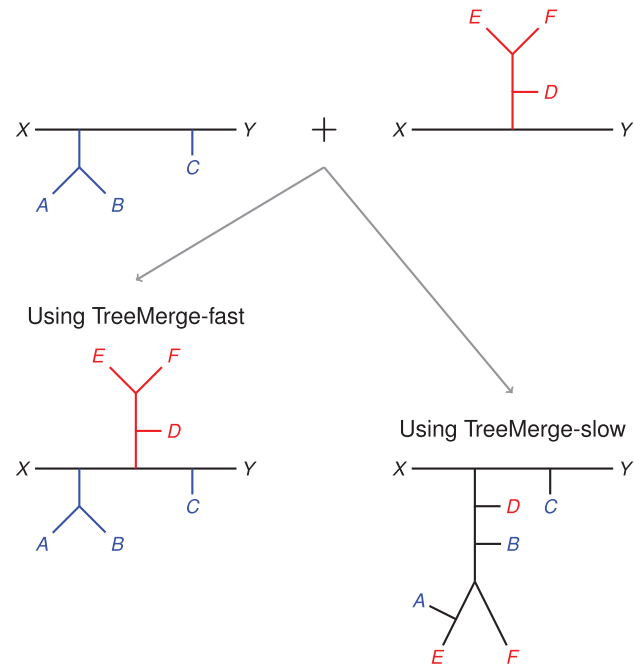 E F
D
X Y + X Y
C
A B
Using TreeMerge-fast
E F
D
Using TreeMerge-slow
X Y X Y
C D C
A B B
A
E F